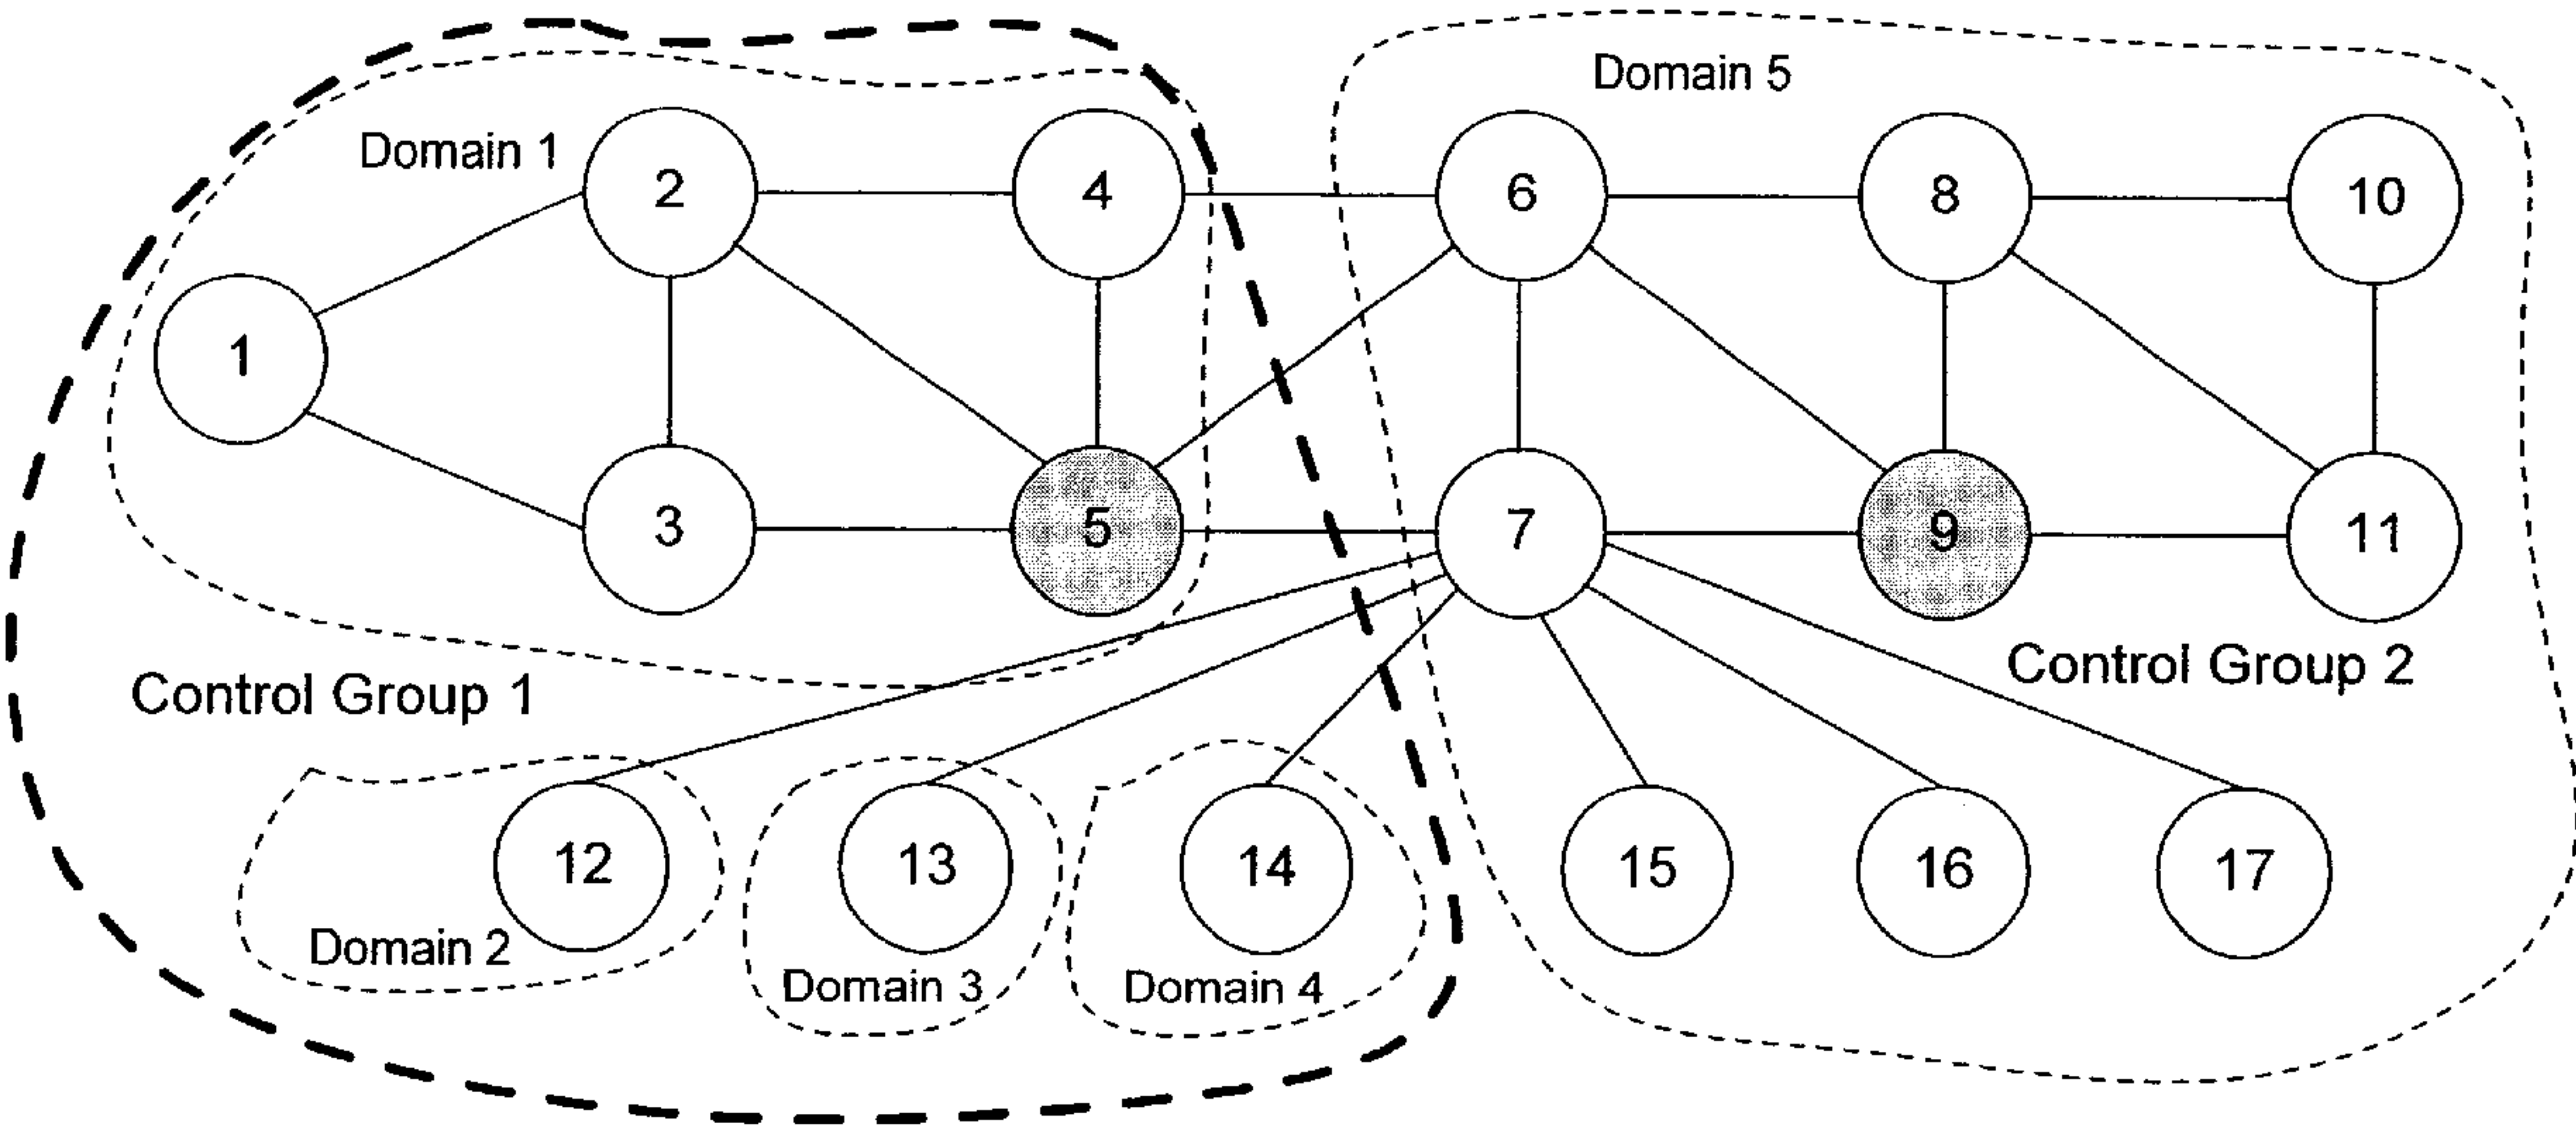 Domain 5
Domain 1
2
4
6
8
10
1
3
5
7
9
11
Control Group 1
Control Group 2
12
13
14
15
16
17
Domain 2
Domain 3
Domain 4